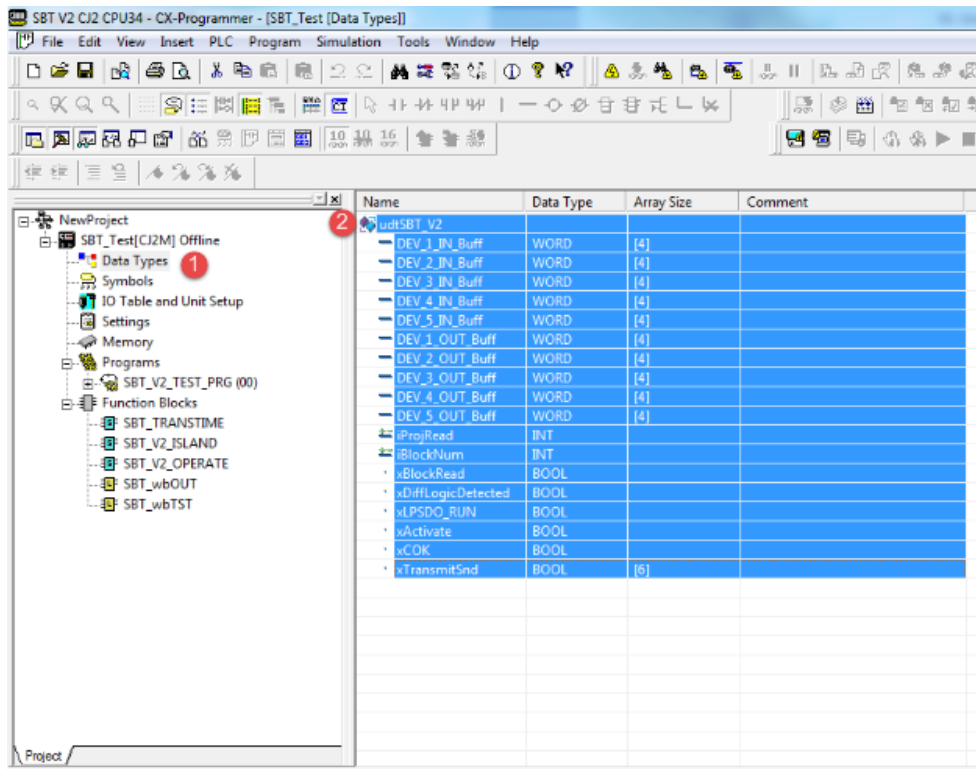 SBT V2 CJ2 CPU34 - CX-Programmer - [SBT_Test [Data Types]]
File Edit View Insert PLC Program Simulation Tools Window Help
10 10 16
NewProject
SBT_Test[CJ2M] Offline
Data Types 1
Symbols
IO Table and Unit Setup
Settings
Memory
Programs
SBT_V2_TEST_PRG (00)
Function Blocks
SBT_TRANSTIME
SBT_V2_ISLAND
SBT_V2_OPERATE
SBT_wbOUT
SBT_wbTST
Project
Name Data Type Array Size Comment
2 udtSBT_V2
DEV_1_IN_Buff WORD [4]
DEV_2_IN_Buff WORD [4]
DEV_3_IN_Buff WORD [4]
DEV_4_IN_Buff WORD [4]
DEV_5_IN_Buff WORD [4]
DEV_1_OUT_Buff WORD [4]
DEV_2_OUT_Buff WORD [4]
DEV_3_OUT_Buff WORD [4]
DEV_4_OUT_Buff WORD [4]
DEV_5_OUT_Buff WORD [4]
iProjRead INT
iBlockNum INT
xBlockRead BOOL
xDiffLogicDetected BOOL
xLPSDO_RUN BOOL
xActivate BOOL
xCOK BOOL
xTransmitSnd BOOL [6]